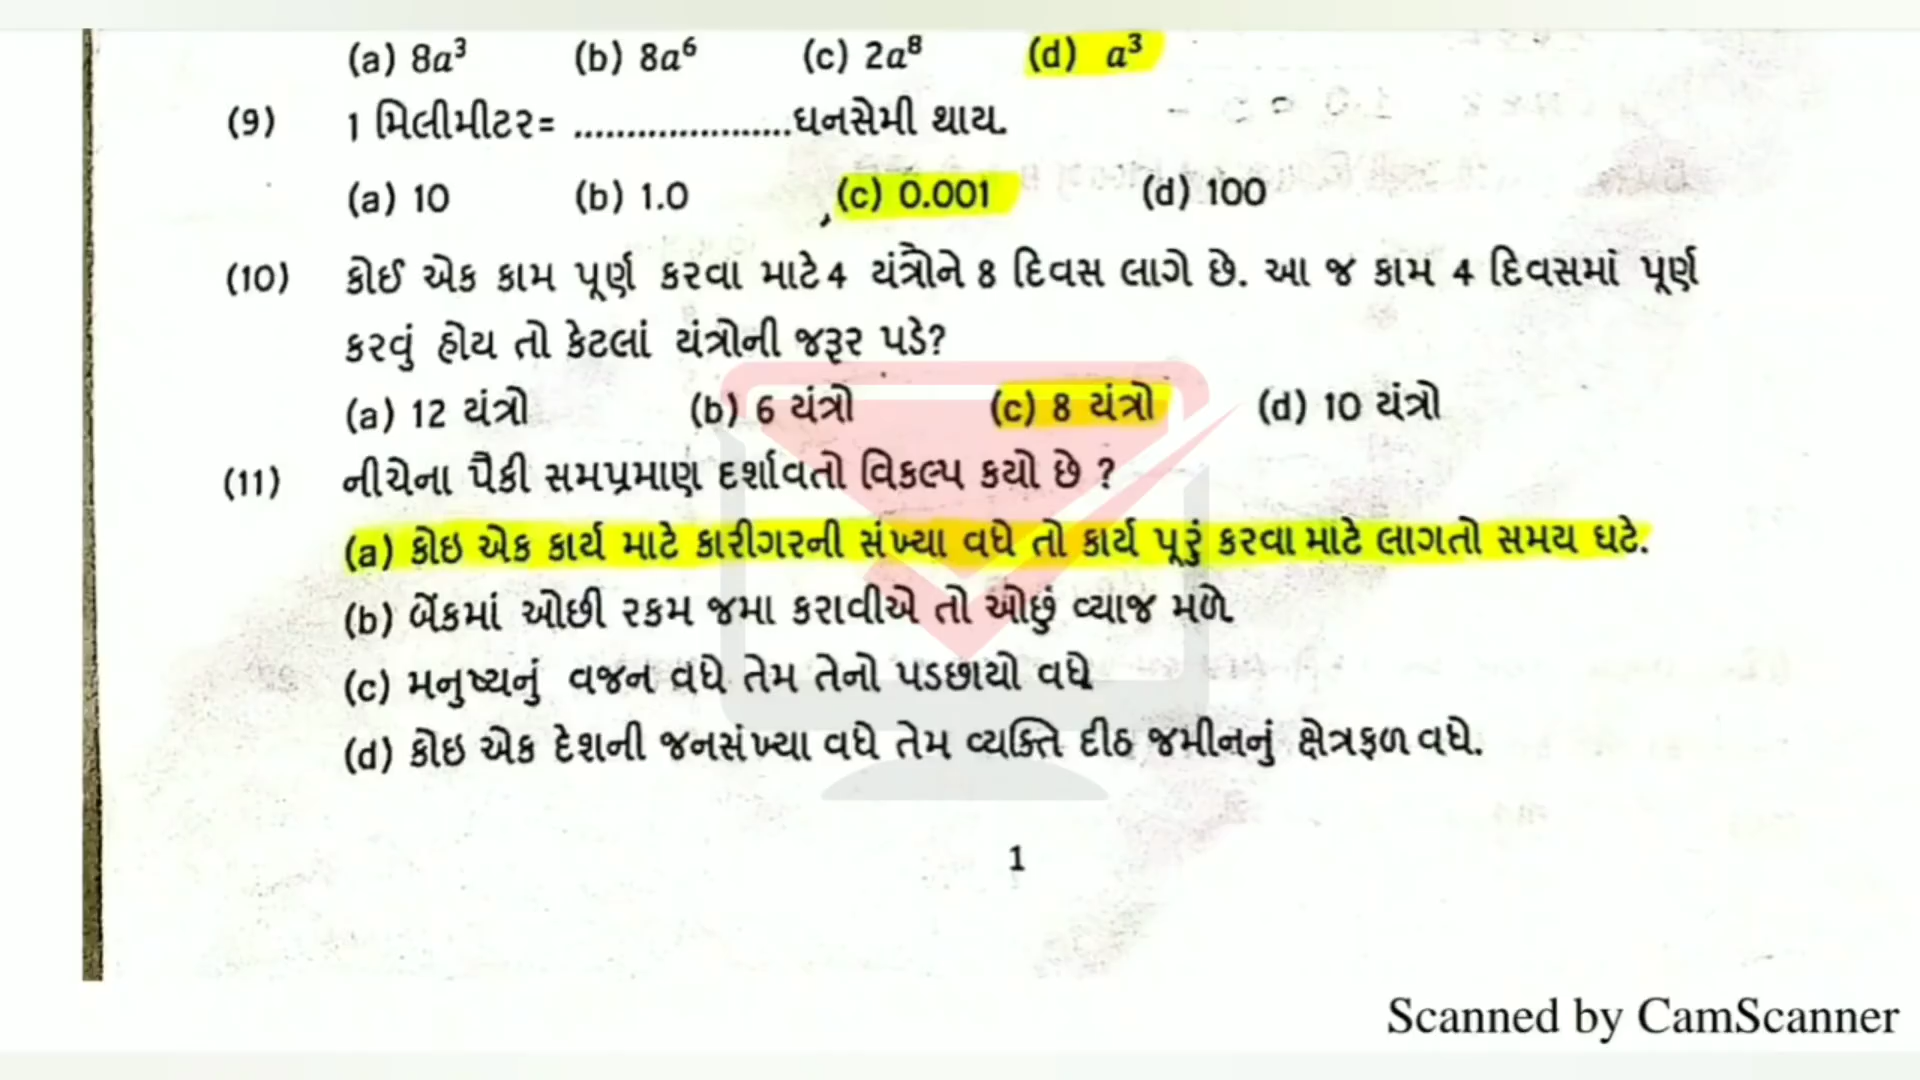 (a) 8a³ (b) 8a⁶ (c) 2a⁸ (d) a³
(9) 1 મિલીમીટર= .....................ઘનસેમી થાય.
(a) 10 (b) 1.0 (c) 0.001 (d) 100
(10) કોઈ એક કામ પૂર્ણ કરવા માટે 4 યંત્રોને 8 દિવસ લાગે છે. આ જ કામ 4 દિવસમાં પૂર્ણ
કરવું હોય તો કેટલાં યંત્રોની જરૂર પડે?
(a) 12 યંત્રો (b) 6 યંત્રો (c) 8 યંત્રો (d) 10 યંત્રો
(11) નીચેના પૈકી સમપ્રમાણ દર્શાવતો વિકલ્પ કયો છે ?
(a) કોઇ એક કાર્ય માટે કારીગરની સંખ્યા વધે તો કાર્ય પૂરું કરવા માટે લાગતો સમય ઘટે.
(b) બેંકમાં ઓછી રકમ જમા કરાવીએ તો ઓછું વ્યાજ મળે.
(c) મનુષ્યનું વજન વધે તેમ તેનો પડછાયો વધે
(d) કોઇ એક દેશની જનસંખ્યા વધે તેમ વ્યક્તિ દીઠ જમીનનું ક્ષેત્રફળ વધે.
1
Scanned by CamScanner